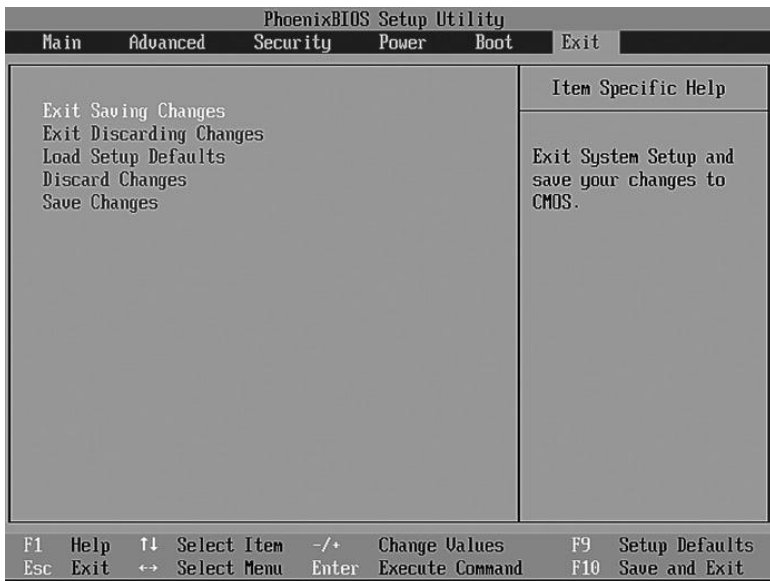 PhoenixBIOS Setup Utility
Main Advanced Security Power Boot Exit
Item Specific Help
Exit Saving Changes
Exit Discarding Changes
Load Setup Defaults
Discard Changes
Save Changes
Exit System Setup and
save your changes to
CMOS.
F1 Help ↑↓ Select Item -/+ Change Values F9 Setup Defaults
Esc Exit ↔ Select Menu Enter Execute Command F10 Save and Exit